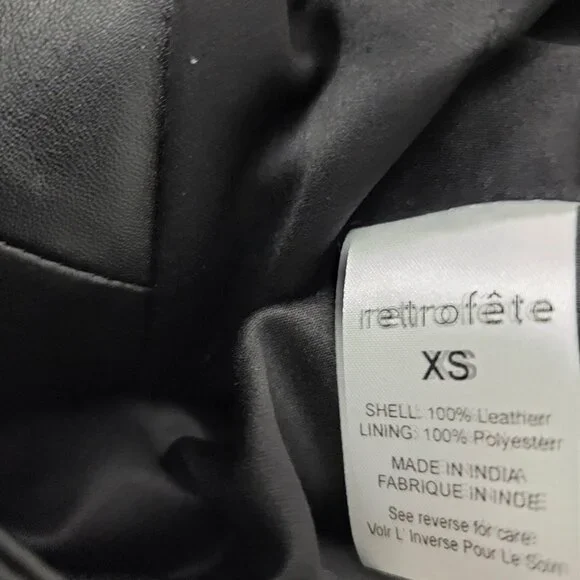 retrofête
XS
SHELL: 100% Leather
LINING: 100% Polyester
MADE IN INDIA
FABRIQUE IN INDE
See reverse for care
Voir L' Inverse Pour Le Soin